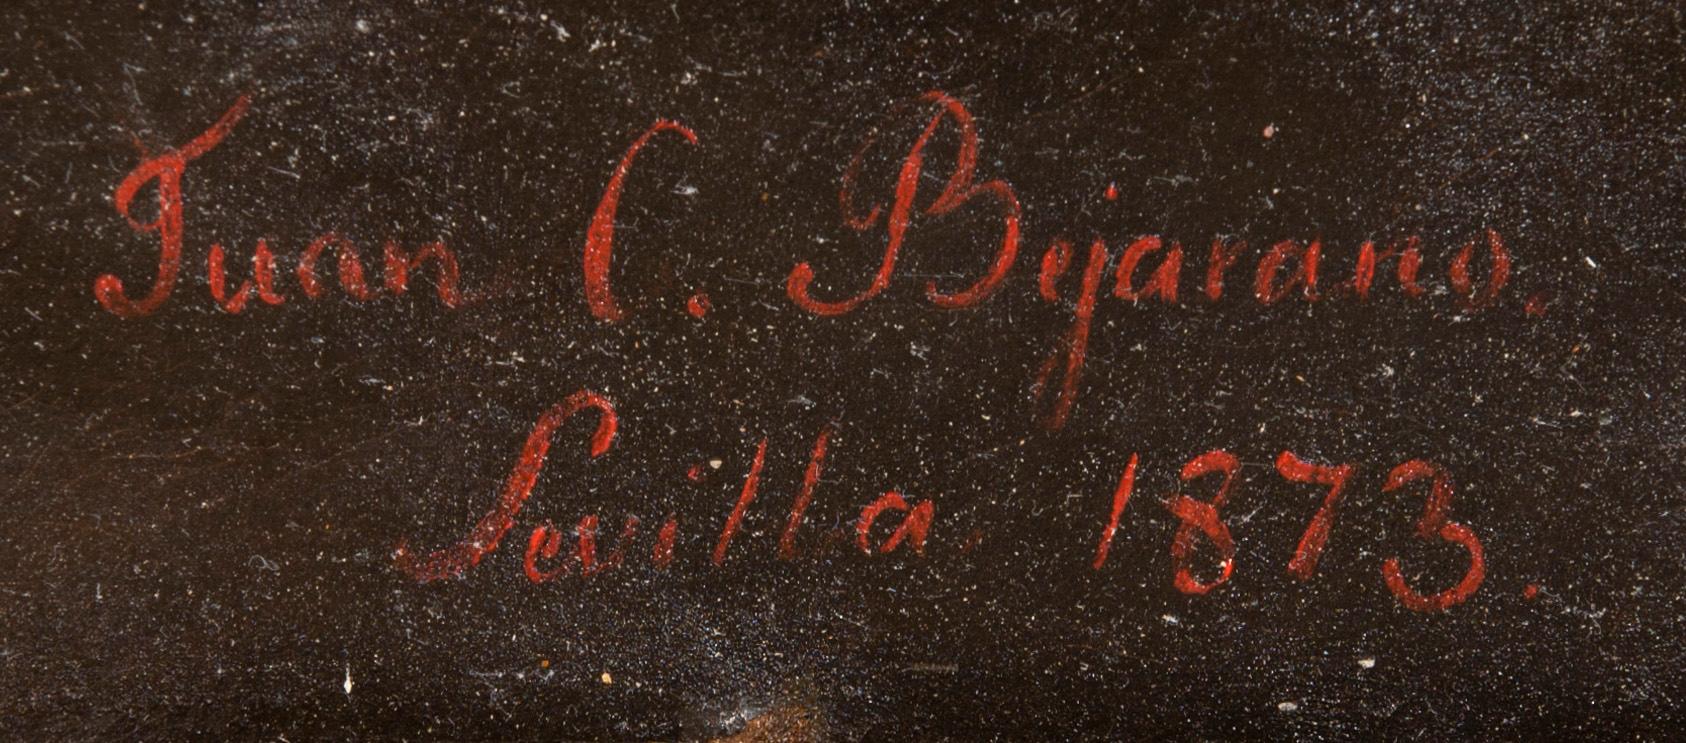 Juan C. Bejarano.
Sevilla. 1873.